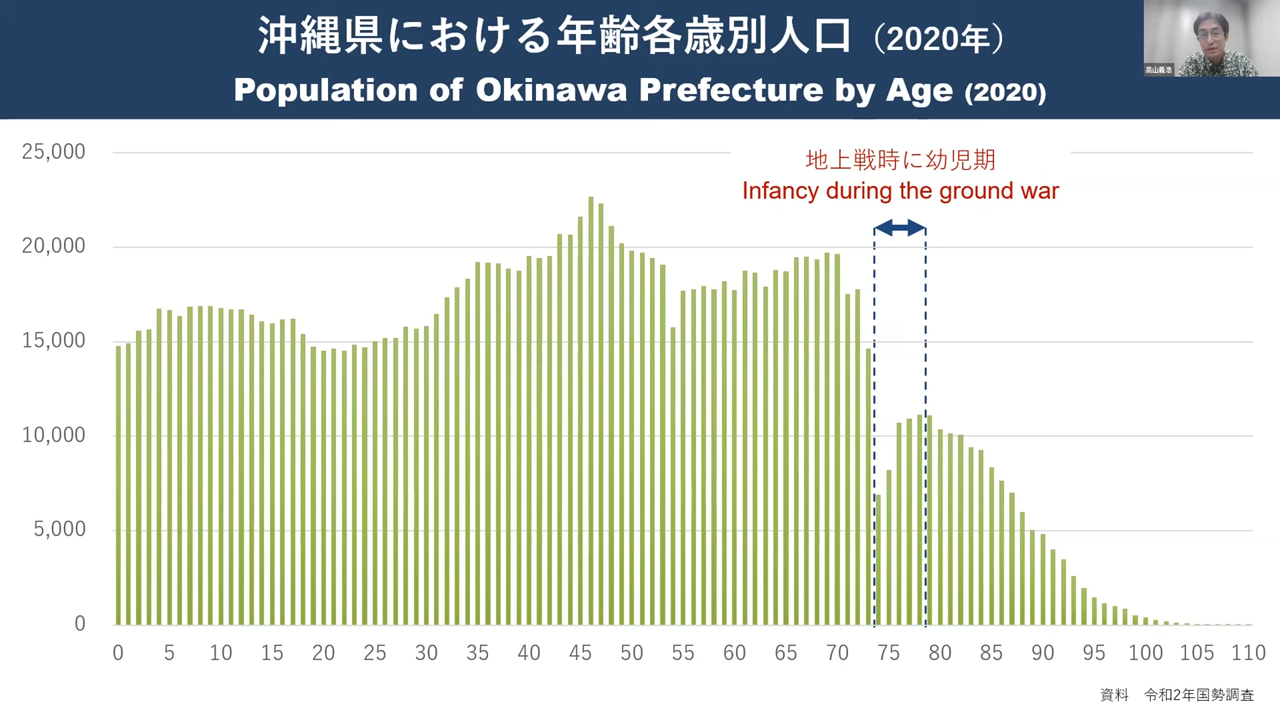 沖縄県における年齢各歳別人口（2020年）
Population of Okinawa Prefecture by Age (2020)
高山義浩
25,000
地上戦時に幼児期
Infancy during the ground war
20,000
15,000
10,000
5,000
0
0 5 10 15 20 25 30 35 40 45 50 55 60 65 70 75 80 85 90 95 100 105 110
資料　令和2年国勢調査